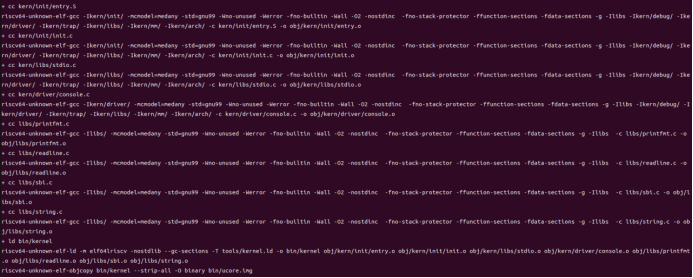 + cc kern/init/entry.S
riscv64-unknown-elf-gcc -Ikern/init/ -mcmodel=medany -std=gnu99 -Wno-unused -Werror -fno-builtin -Wall -O2 -nostdinc  -fno-stack-protector -ffunction-sections -fdata-sections -g -Ilibs -Ikern/debug/ -Ik
ern/driver/ -Ikern/trap/ -Ikern/libs/ -Ikern/mm/ -Ikern/arch/ -c kern/init/entry.S -o obj/kern/init/entry.o
+ cc kern/init/init.c
riscv64-unknown-elf-gcc -Ikern/init/ -mcmodel=medany -std=gnu99 -Wno-unused -Werror -fno-builtin -Wall -O2 -nostdinc  -fno-stack-protector -ffunction-sections -fdata-sections -g -Ilibs -Ikern/debug/ -Ik
ern/driver/ -Ikern/trap/ -Ikern/libs/ -Ikern/mm/ -Ikern/arch/ -c kern/init/init.c -o obj/kern/init/init.o
+ cc kern/libs/stdio.c
riscv64-unknown-elf-gcc -Ikern/libs/ -mcmodel=medany -std=gnu99 -Wno-unused -Werror -fno-builtin -Wall -O2 -nostdinc  -fno-stack-protector -ffunction-sections -fdata-sections -g -Ilibs -Ikern/debug/ -Ik
ern/driver/ -Ikern/trap/ -Ikern/libs/ -Ikern/mm/ -Ikern/arch/ -c kern/libs/stdio.c -o obj/kern/libs/stdio.o
+ cc kern/driver/console.c
riscv64-unknown-elf-gcc -Ikern/driver/ -mcmodel=medany -std=gnu99 -Wno-unused -Werror -fno-builtin -Wall -O2 -nostdinc  -fno-stack-protector -ffunction-sections -fdata-sections -g -Ilibs -Ikern/debug/ -I
kern/driver/ -Ikern/trap/ -Ikern/libs/ -Ikern/mm/ -Ikern/arch/ -c kern/driver/console.c -o obj/kern/driver/console.o
+ cc libs/printfmt.c
riscv64-unknown-elf-gcc -Ilibs/ -mcmodel=medany -std=gnu99 -Wno-unused -Werror -fno-builtin -Wall -O2 -nostdinc  -fno-stack-protector -ffunction-sections -fdata-sections -g -Ilibs  -c libs/printfmt.c -o
obj/libs/printfmt.o
+ cc libs/readline.c
riscv64-unknown-elf-gcc -Ilibs/ -mcmodel=medany -std=gnu99 -Wno-unused -Werror -fno-builtin -Wall -O2 -nostdinc  -fno-stack-protector -ffunction-sections -fdata-sections -g -Ilibs  -c libs/readline.c -o
obj/libs/readline.o
+ cc libs/sbi.c
riscv64-unknown-elf-gcc -Ilibs/ -mcmodel=medany -std=gnu99 -Wno-unused -Werror -fno-builtin -Wall -O2 -nostdinc  -fno-stack-protector -ffunction-sections -fdata-sections -g -Ilibs  -c libs/sbi.c -o obj/l
ibs/sbi.o
+ cc libs/string.c
riscv64-unknown-elf-gcc -Ilibs/ -mcmodel=medany -std=gnu99 -Wno-unused -Werror -fno-builtin -Wall -O2 -nostdinc  -fno-stack-protector -ffunction-sections -fdata-sections -g -Ilibs  -c libs/string.c -o ob
j/libs/string.o
+ ld bin/kernel
riscv64-unknown-elf-ld -m elf64lriscv -nostdlib --gc-sections -T tools/kernel.ld -o bin/kernel obj/kern/init/entry.o obj/kern/init/init.o obj/kern/libs/stdio.o obj/kern/driver/console.o obj/libs/printfmt
.o obj/libs/readline.o obj/libs/sbi.o obj/libs/string.o
riscv64-unknown-elf-objcopy bin/kernel --strip-all -O binary bin/ucore.img